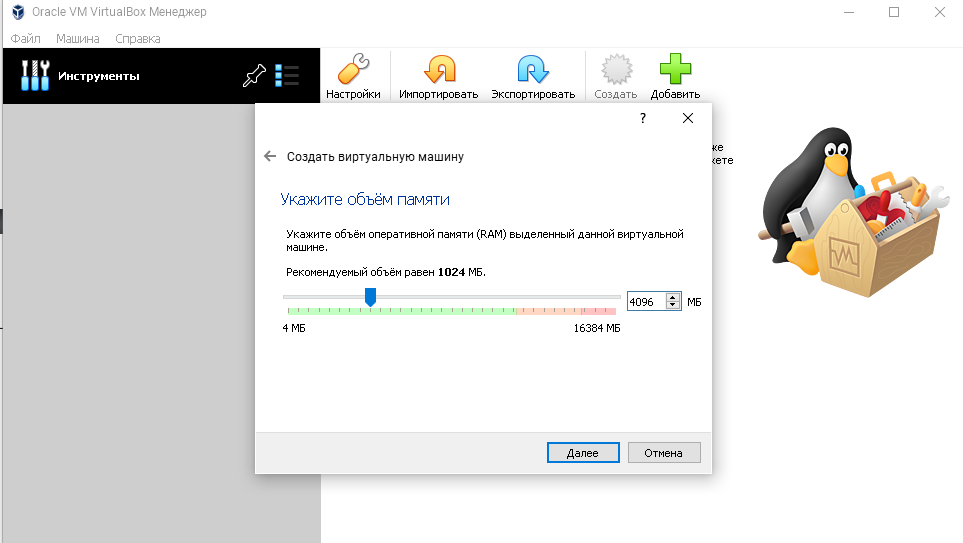 Oracle VM VirtualBox Менеджер
Файл Машина Справка
Инструменты
Настройки Импортировать Экспортировать Создать Добавить
?
Создать виртуальную машину
Укажите объём памяти
Укажите объём оперативной памяти (RAM) выделенный данной виртуальной
машине.
Рекомендуемый объём равен 1024 МБ.
4096 МБ
4 МБ 16384 МБ
Далее Отмена